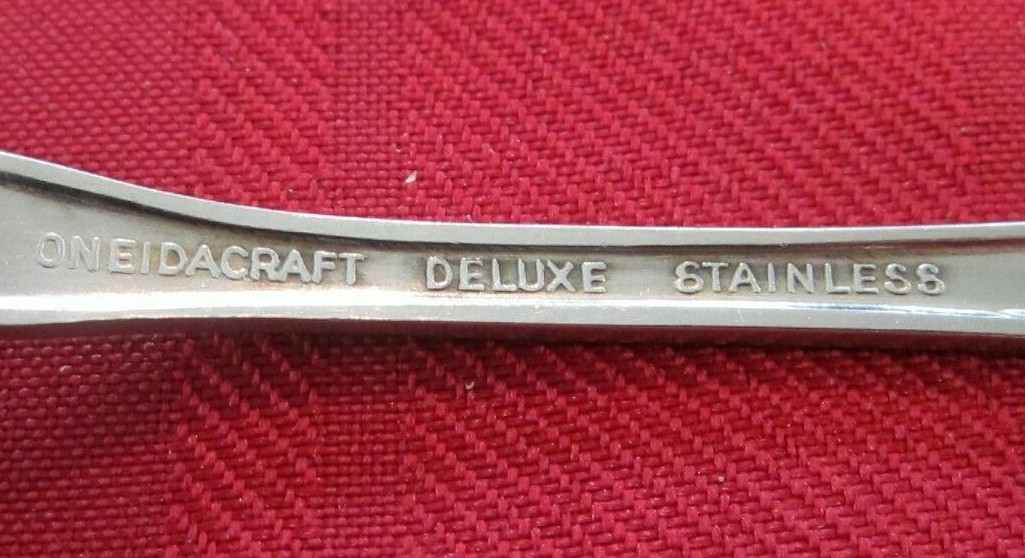 ONEIDACRAFT DELUXE STAINLESS